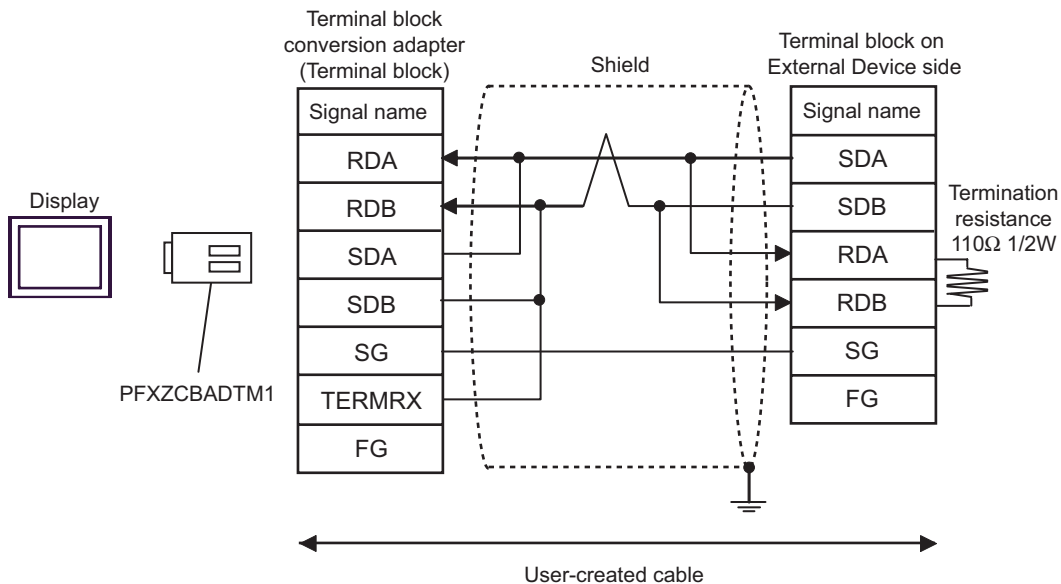 Terminal block
conversion adapter
(Terminal block)
Shield
Terminal block on
External Device side
Signal name
RDA
RDB
SDA
SDB
SG
TERMRX
FG
Signal name
SDA
SDB
RDA
RDB
SG
FG
Termination
resistance
110Ω 1/2W
Display
PFXZCBADTM1
User-created cable